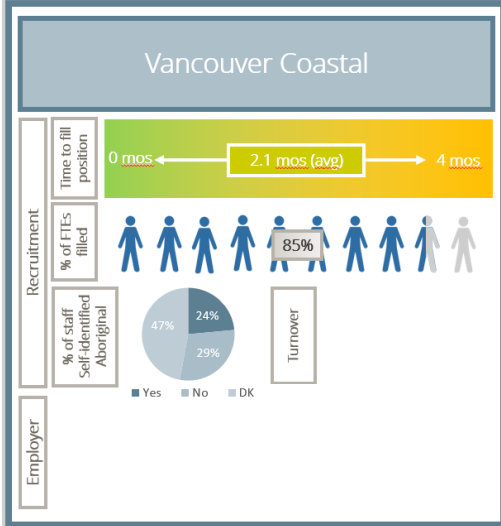 Vancouver Coastal
Recruitment
Time to fill
position
0 mos
2.1 mos (avg)
4 mos
% of FTEs
filled
85%
% of staff
Self-identified
Aboriginal
47%
24%
29%
Yes
No
DK
Turnover
Employer